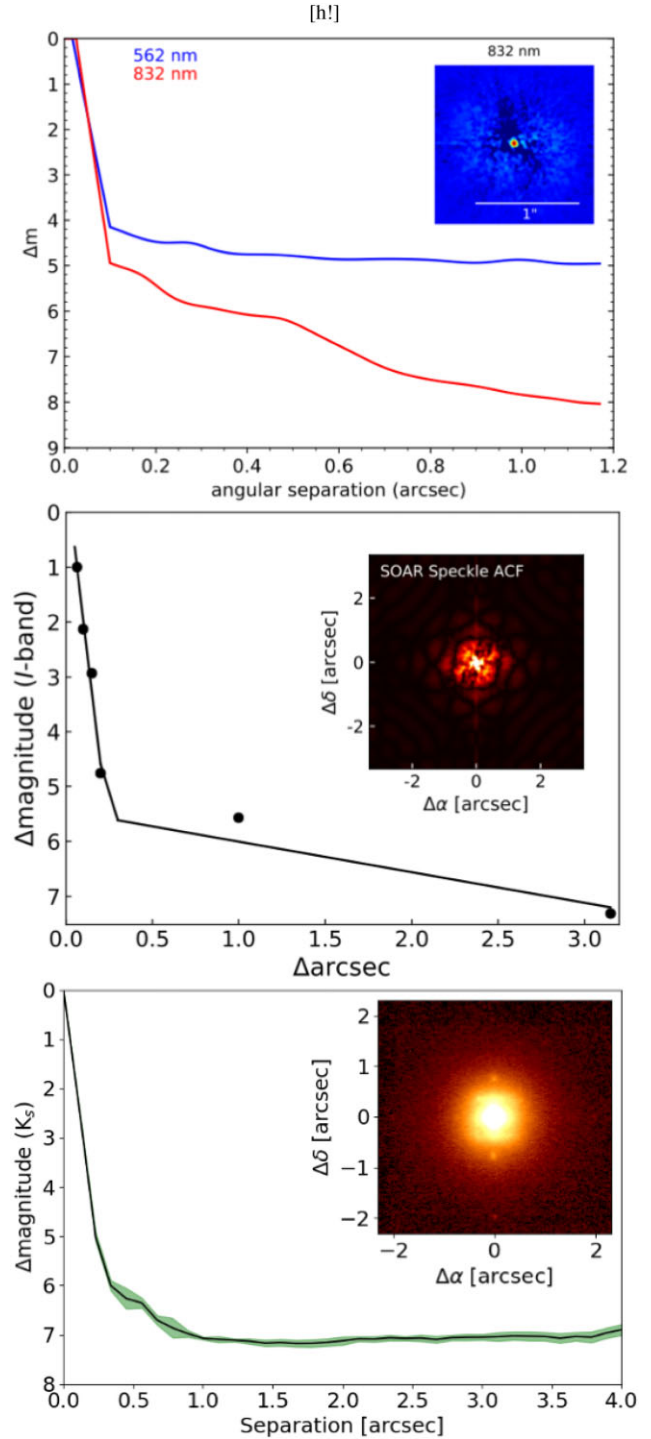 [h!]
0
1
2
3
4
5
6
7
8
9
Δm
562 nm
832 nm
832 nm
1"
0.0 0.2 0.4 0.6 0.8 1.0 1.2
angular separation (arcsec)
0
1
2
3
4
5
6
7
Δmagnitude (I-band)
SOAR Speckle ACF
2
0
-2
Δδ [arcsec]
-2 0 2
Δα [arcsec]
0.0 0.5 1.0 1.5 2.0 2.5 3.0
Δarcsec
0
1
2
3
4
5
6
7
8
Δmagnitude (Ks)
2
1
0
−1
−2
Δδ [arcsec]
−2 0 2
Δα [arcsec]
0.0 0.5 1.0 1.5 2.0 2.5 3.0 3.5 4.0
Separation [arcsec]